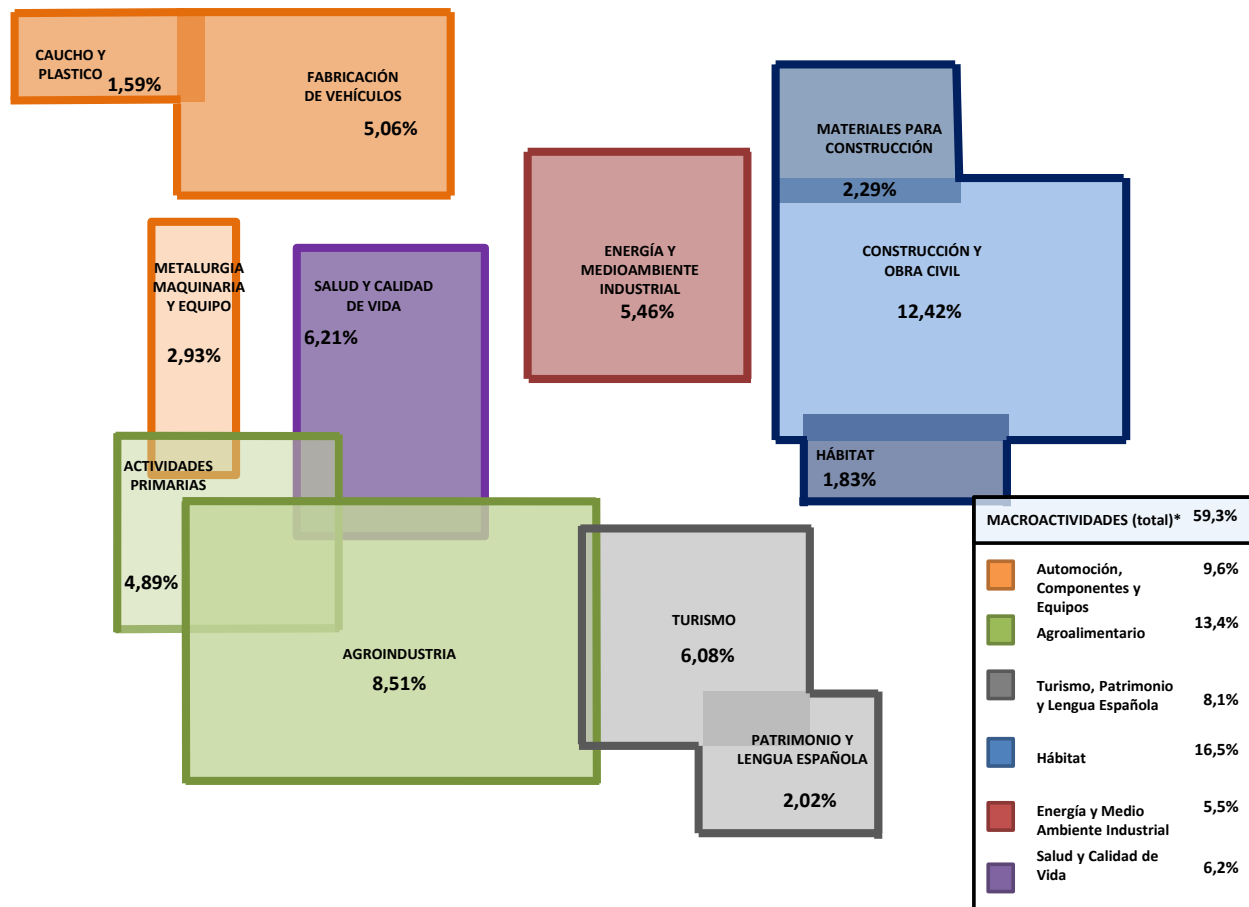 CAUCHO Y
PLASTICO
1,59%
FABRICACIÓN
DE VEHÍCULOS
5,06%
MATERIALES PARA
CONSTRUCCIÓN
2,29%
METALURGIA
MAQUINARIA
Y EQUIPO
2,93%
SALUD Y CALIDAD
DE VIDA
6,21%
ENERGÍA Y
MEDIOAMBIENTE
INDUSTRIAL
5,46%
CONSTRUCCIÓN Y
OBRA CIVIL
12,42%
HÁBITAT
1,83%
ACTIVIDADES
PRIMARIAS
4,89%
AGROINDUSTRIA
8,51%
TURISMO
6,08%
PATRIMONIO Y
LENGUA ESPAÑOLA
2,02%
MACROACTIVIDADES (total)* 59,3%
Automoción,
Componentes y
Equipos
9,6%
Agroalimentario
13,4%
Turismo, Patrimonio
y Lengua Española
8,1%
Hábitat
16,5%
Energía y Medio
Ambiente Industrial
5,5%
Salud y Calidad de
Vida
6,2%